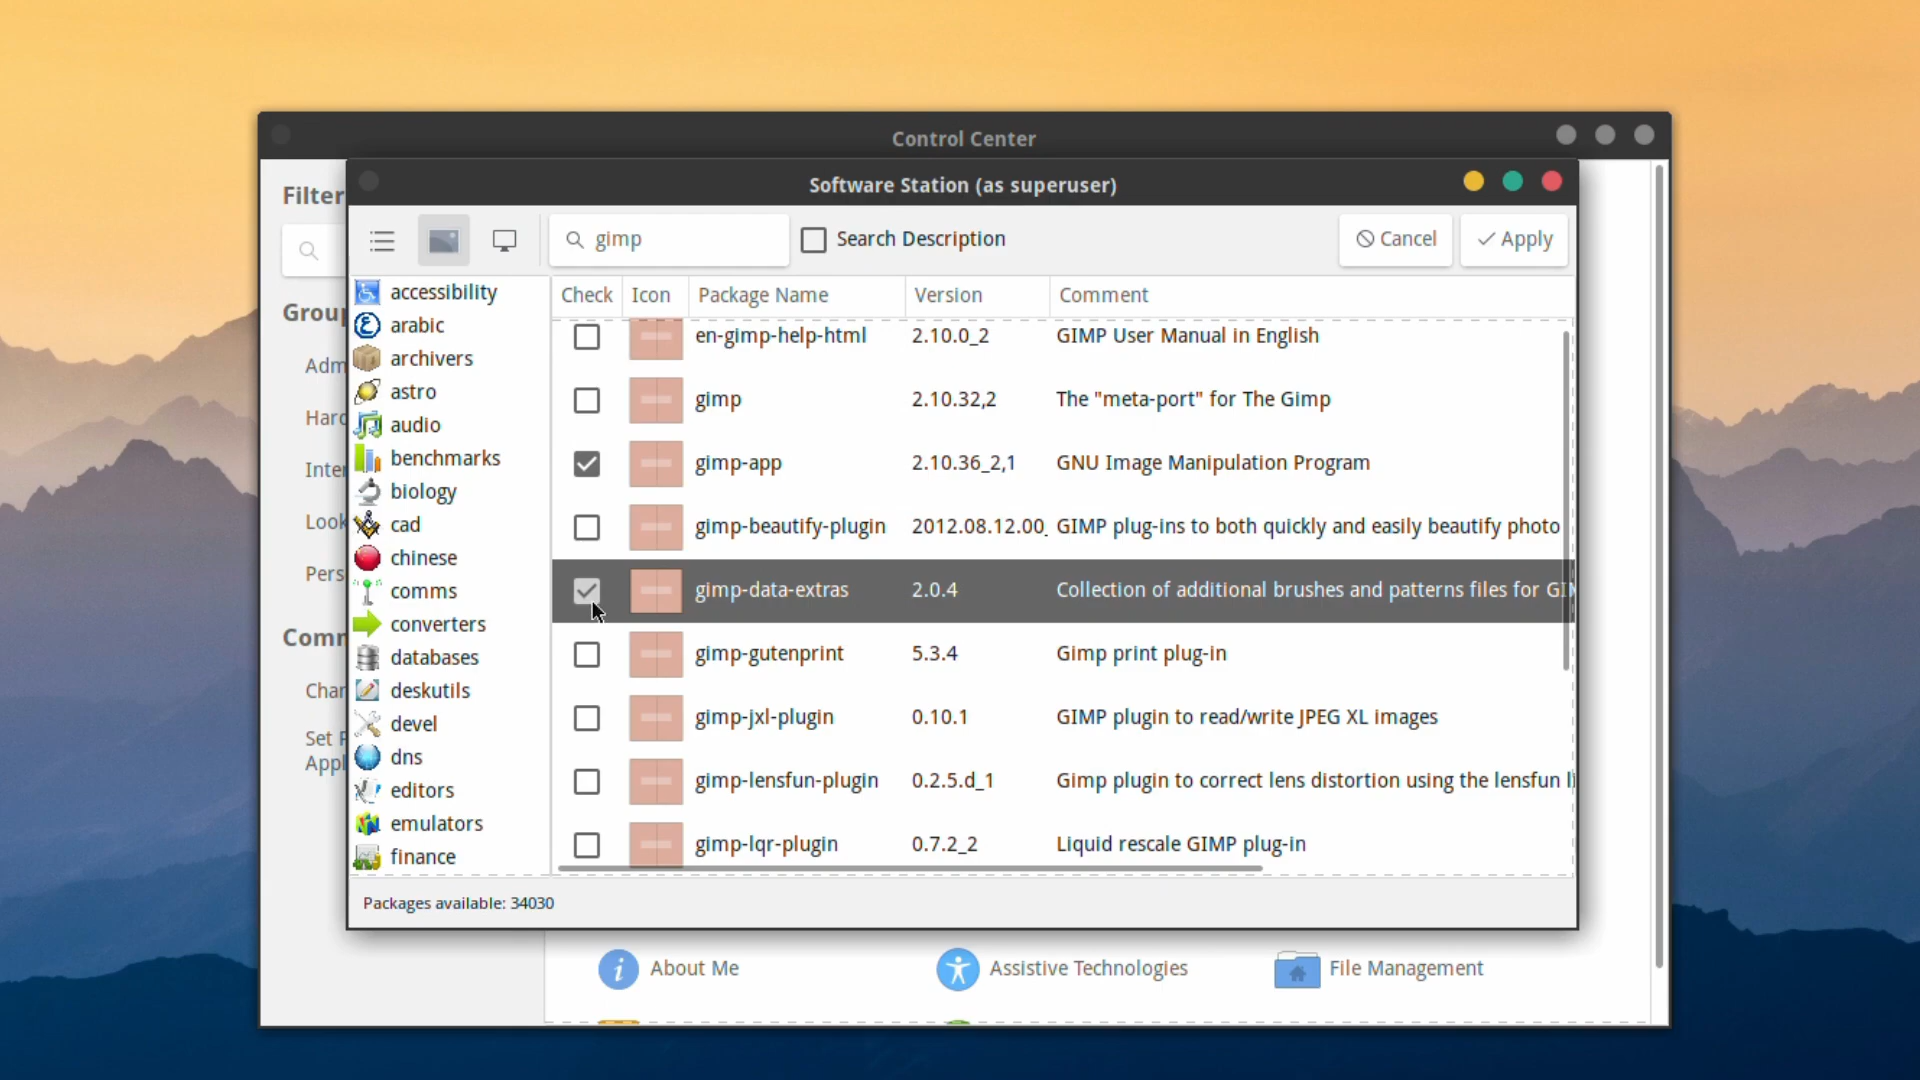 Control Center
Software Station (as superuser)
Filter
gimp
Search Description
Cancel
Apply
Check Icon Package Name Version Comment
accessibility
arabic
archivers
astro
audio
benchmarks
biology
cad
chinese
comms
converters
databases
deskutils
devel
dns
editors
emulators
finance
en-gimp-help-html 2.10.0_2 GIMP User Manual in English
gimp 2.10.32,2 The "meta-port" for The Gimp
gimp-app 2.10.36_2,1 GNU Image Manipulation Program
gimp-beautify-plugin 2012.08.12.00_ GIMP plug-ins to both quickly and easily beautify photo
gimp-data-extras 2.0.4 Collection of additional brushes and patterns files for GIM
gimp-gutenprint 5.3.4 Gimp print plug-in
gimp-jxl-plugin 0.10.1 GIMP plugin to read/write JPEG XL images
gimp-lensfun-plugin 0.2.5.d_1 Gimp plugin to correct lens distortion using the lensfun li
gimp-lqr-plugin 0.7.2_2 Liquid rescale GIMP plug-in
Packages available: 34030
Grou
Adm
Hard
Inter
Look
Pers
Comm
Char
Set P
Appl
About Me
Assistive Technologies
File Management